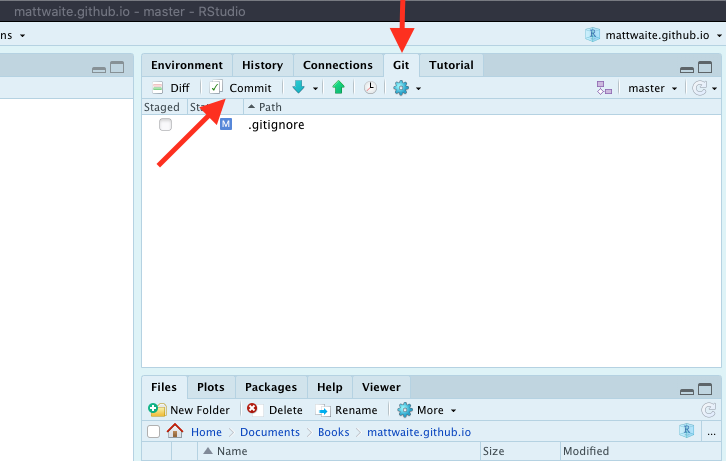 mattwaite.github.io - master - RStudio
ns
mattwaite.github.io
Environment History Connections Git Tutorial
Diff Commit master
Staged Sta Path
M .gitignore
Files Plots Packages Help Viewer
New Folder Delete Rename More
Home Documents Books mattwaite.github.io R ...
Name Size Modified